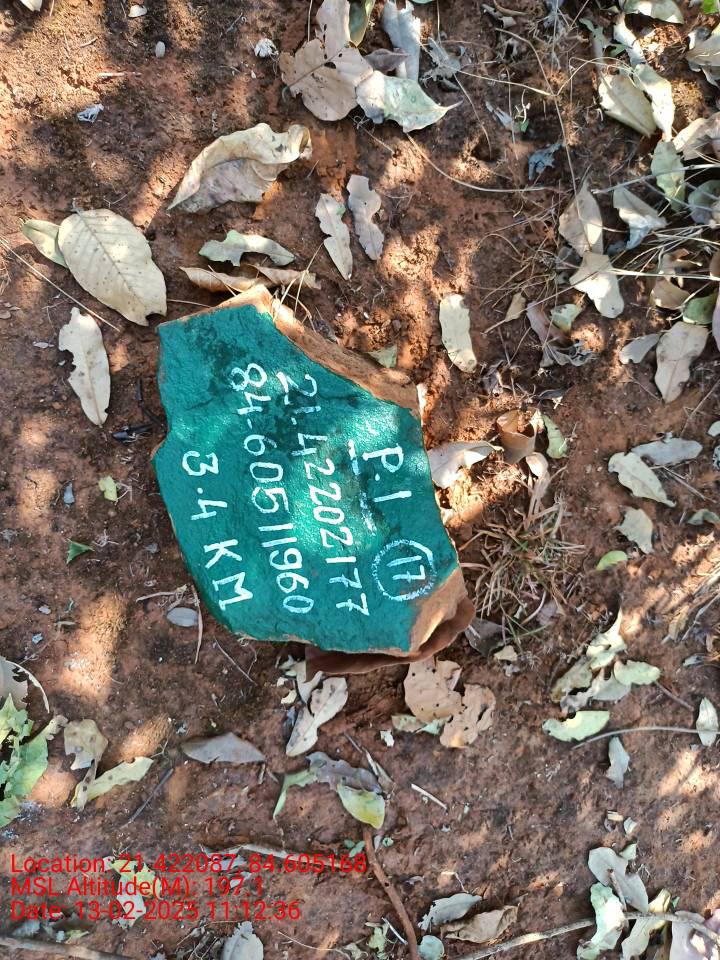 P.I (17)
21.42202177
84.60511960
3.4 KM
Location: 21.422087, 84.605168
MSL Altitude(M): 197.1
Date: 13-02-2025 11:12:36